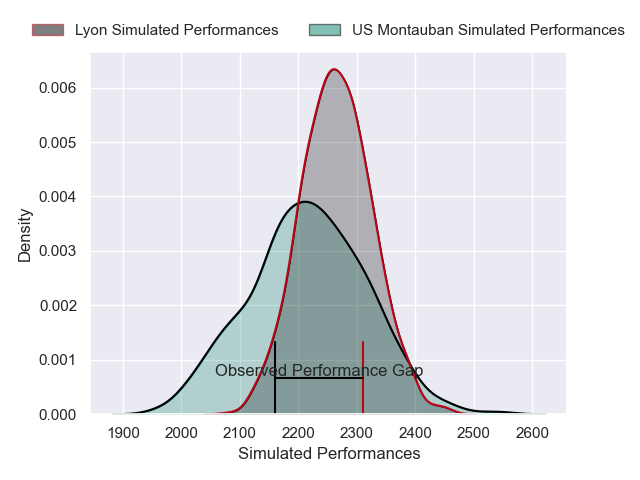 Lyon Simulated Performances US Montauban Simulated Performances
0.006
0.005
0.004
0.003
0.002
0.001
0.000
Density
Observed Performance Gap
1900 2000 2100 2200 2300 2400 2500 2600
Simulated Performances